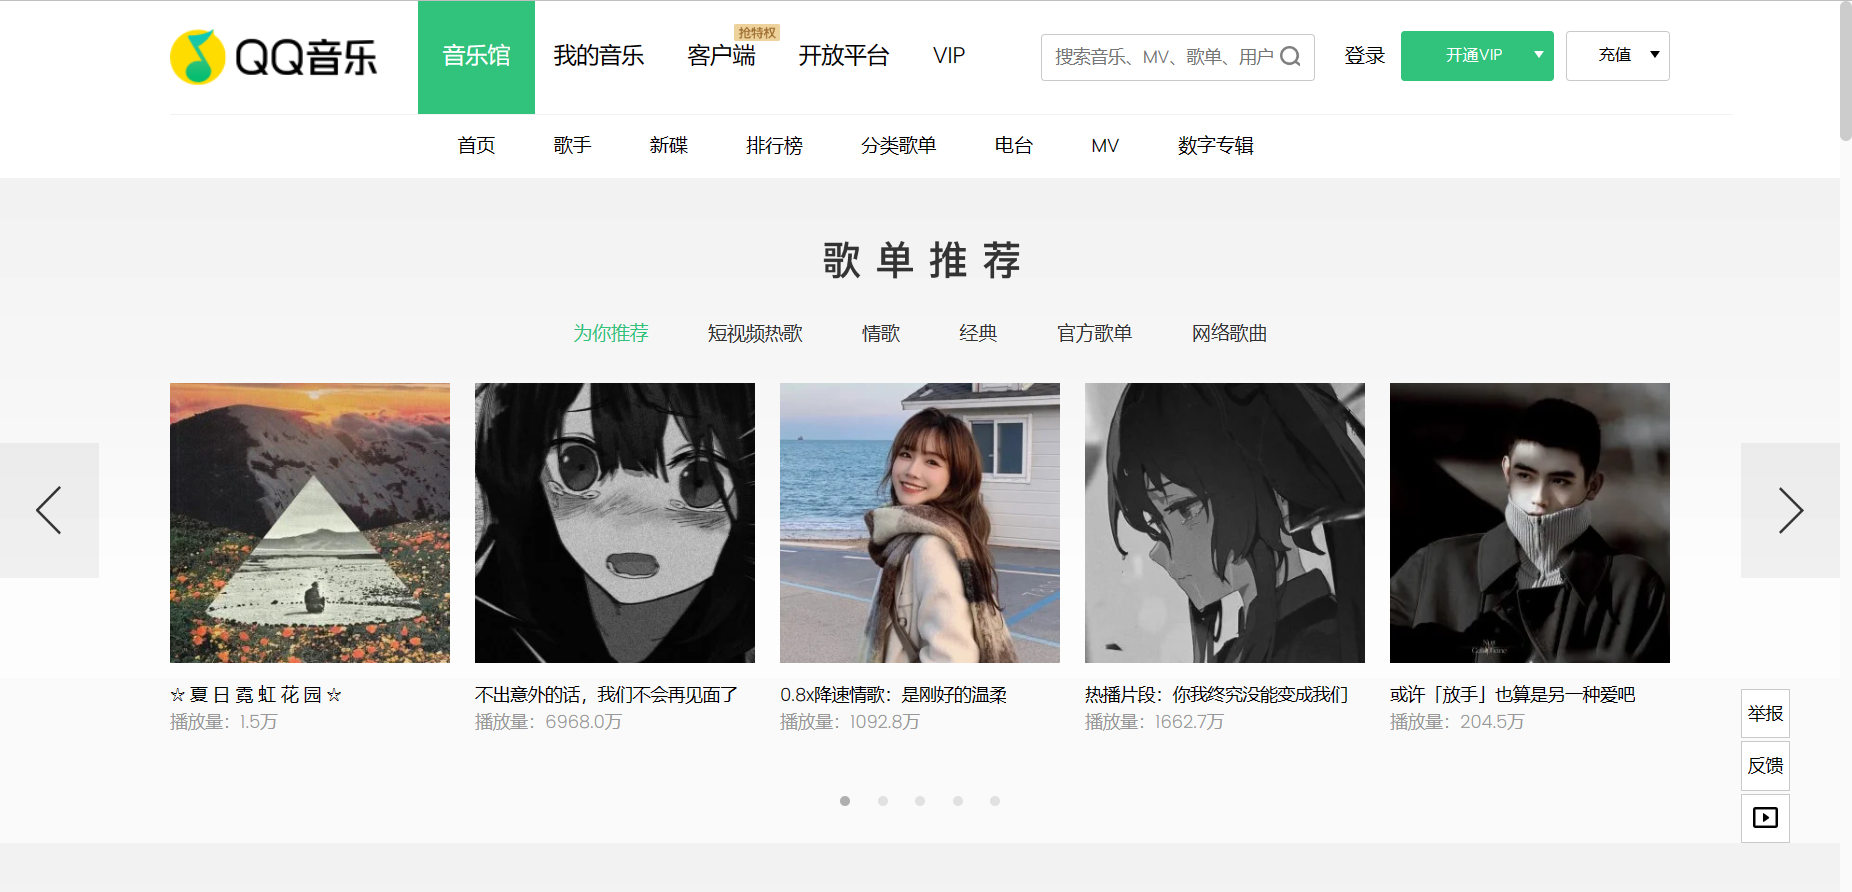 QQ音乐
音乐馆
我的音乐
客户端
抢特权
开放平台
VIP
搜索音乐、MV、歌单、用户
登录
开通VIP
充值
首页
歌手
新碟
排行榜
分类歌单
电台
MV
数字专辑
歌单推荐
为你推荐
短视频热歌
情歌
经典
官方歌单
网络歌曲
☆ 夏 日 霓 虹 花 园 ☆
播放量：1.5万
不出意外的话，我们不会再见面了
播放量：6968.0万
0.8x降速情歌：是刚好的温柔
播放量：1092.8万
热播片段：你我终究没能变成我们
播放量：1662.7万
或许「放手」也算是另一种爱吧
播放量：204.5万
举报
反馈